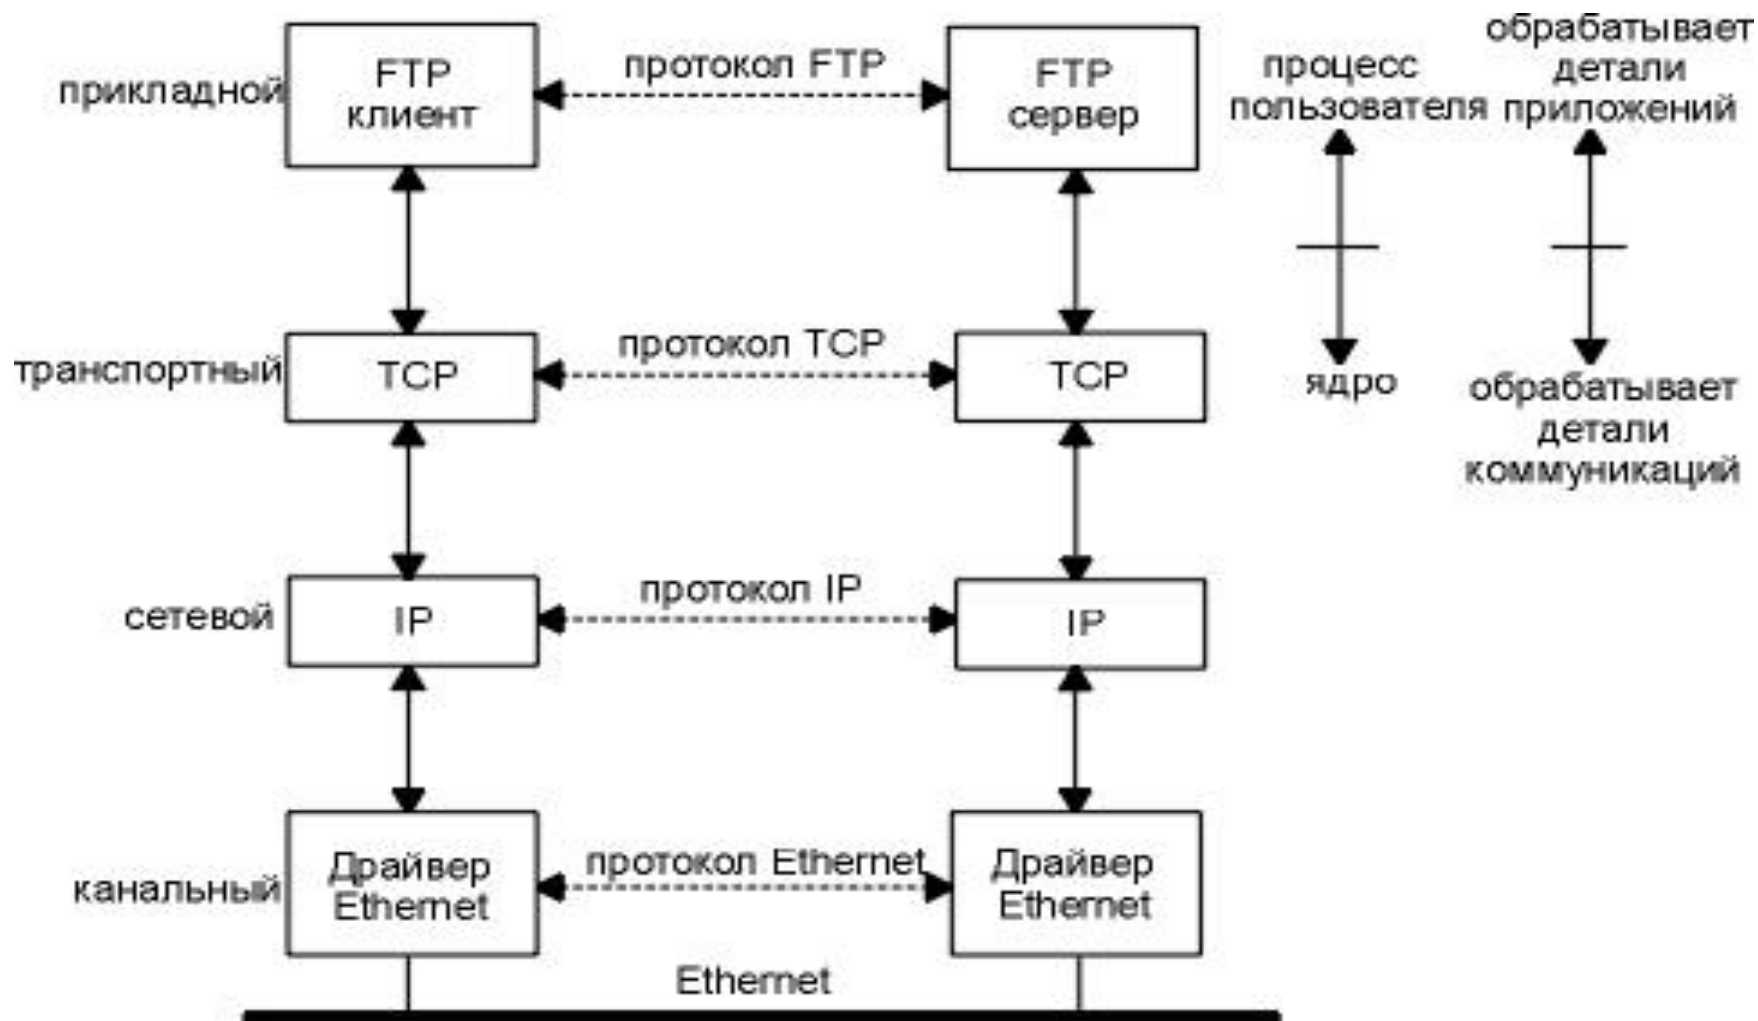 прикладной
FTP
клиент
протокол FTP
FTP
сервер
процесс
пользователя
обрабатывает
детали
приложений
транспортный
TCP
протокол TCP
TCP
ядро
обрабатывает
детали
коммуникаций
сетевой
IP
протокол IP
IP
канальный
Драйвер
Ethernet
протокол Ethernet
Драйвер
Ethernet
Ethernet